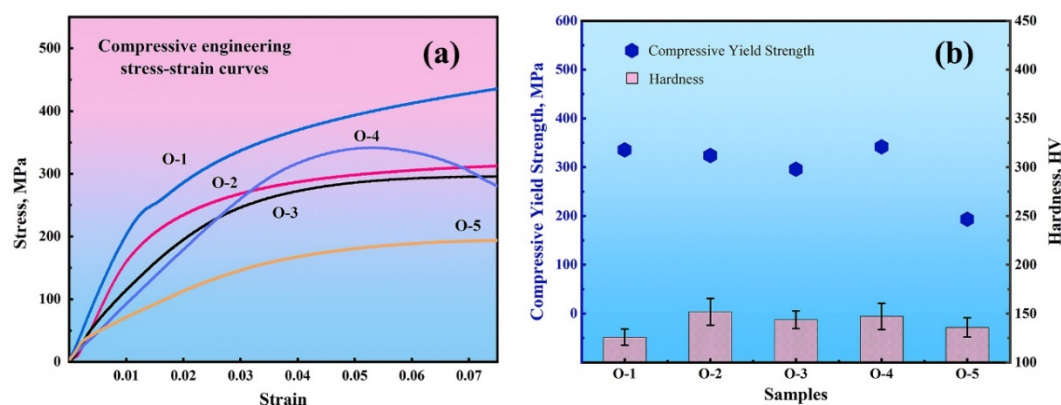 Compressive engineering
stress-strain curves
(a)
500
400
300
200
100
0
Stress, MPa
O-1
O-2
O-3
O-4
O-5
0.01 0.02 0.03 0.04 0.05 0.06 0.07
Strain
(b)
Compressive Yield Strength
Hardness
600
500
400
300
200
100
0
Compressive Yield Strength, MPa
450
400
350
300
250
200
150
100
Hardness, HV
O-1 O-2 O-3 O-4 O-5
Samples